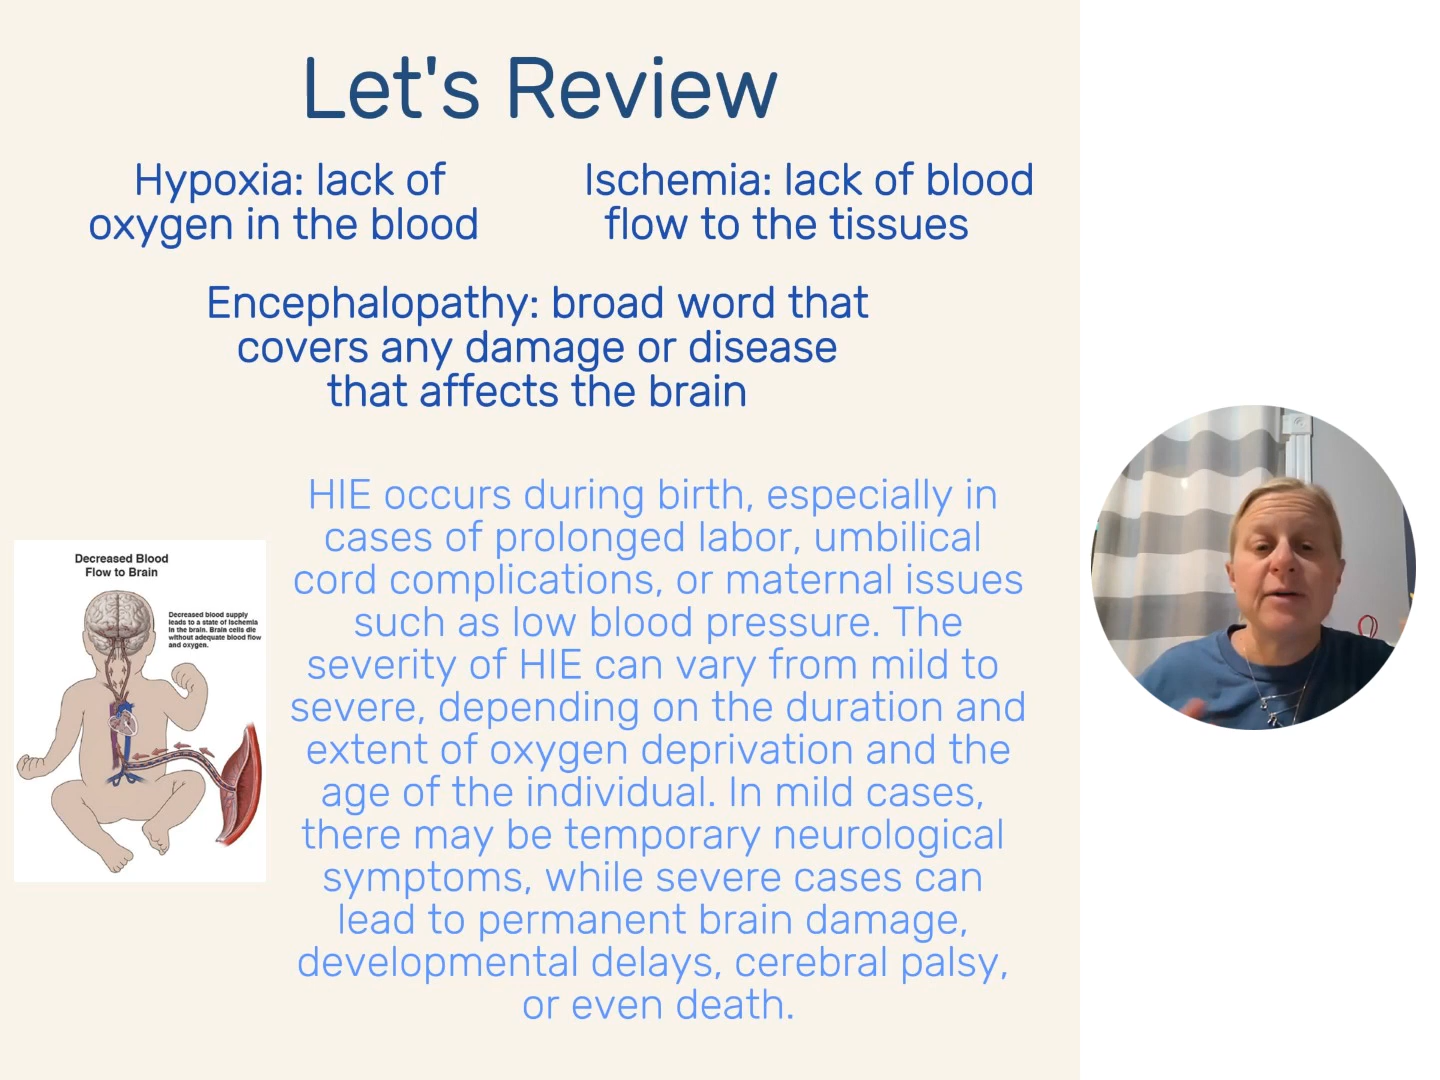 Let's Review
Hypoxia: lack of
oxygen in the blood
Ischemia: lack of blood
flow to the tissues
Encephalopathy: broad word that
covers any damage or disease
that affects the brain
HIE occurs during birth, especially in
cases of prolonged labor, umbilical
cord complications, or maternal issues
such as low blood pressure. The
severity of HIE can vary from mild to
severe, depending on the duration and
extent of oxygen deprivation and the
age of the individual. In mild cases,
there may be temporary neurological
symptoms, while severe cases can
lead to permanent brain damage,
developmental delays, cerebral palsy,
or even death.
Decreased Blood
Flow to Brain
Decreased blood supply
leads to a state of ischemia
in the brain. Brain cells die
without adequate blood flow
and oxygen.